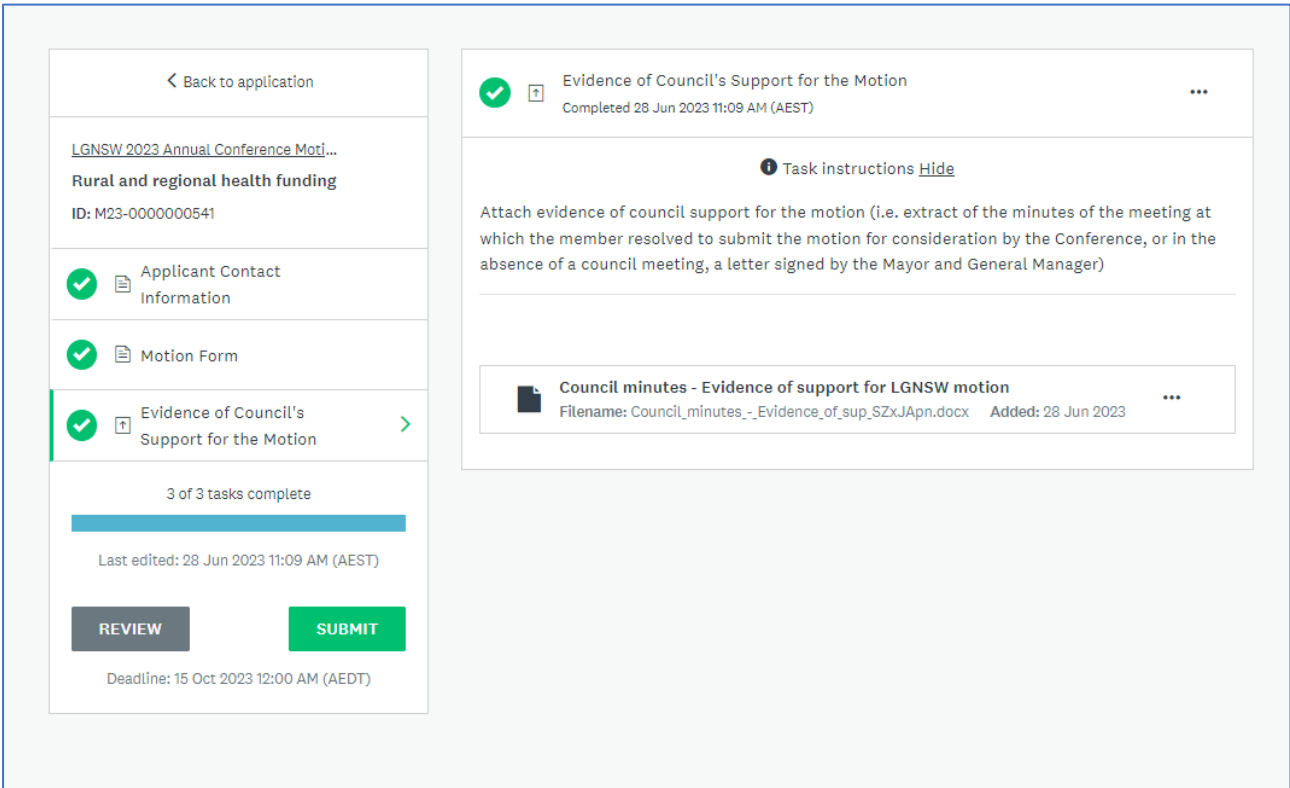 Back to application
LGNSW 2023 Annual Conference Moti...
Rural and regional health funding
ID: M23-0000000541
Applicant Contact
Information
Motion Form
Evidence of Council's
Support for the Motion
3 of 3 tasks complete
Last edited: 28 Jun 2023 11:09 AM (AEST)
REVIEW
SUBMIT
Deadline: 15 Oct 2023 12:00 AM (AEDT)
Evidence of Council's Support for the Motion
Completed 28 Jun 2023 11:09 AM (AEST)
Task instructions Hide
Attach evidence of council support for the motion (i.e. extract of the minutes of the meeting at
which the member resolved to submit the motion for consideration by the Conference, or in the
absence of a council meeting, a letter signed by the Mayor and General Manager)
Council minutes - Evidence of support for LGNSW motion
Filename: Council_minutes_-_Evidence_of_sup_SZxJApn.docx Added: 28 Jun 2023